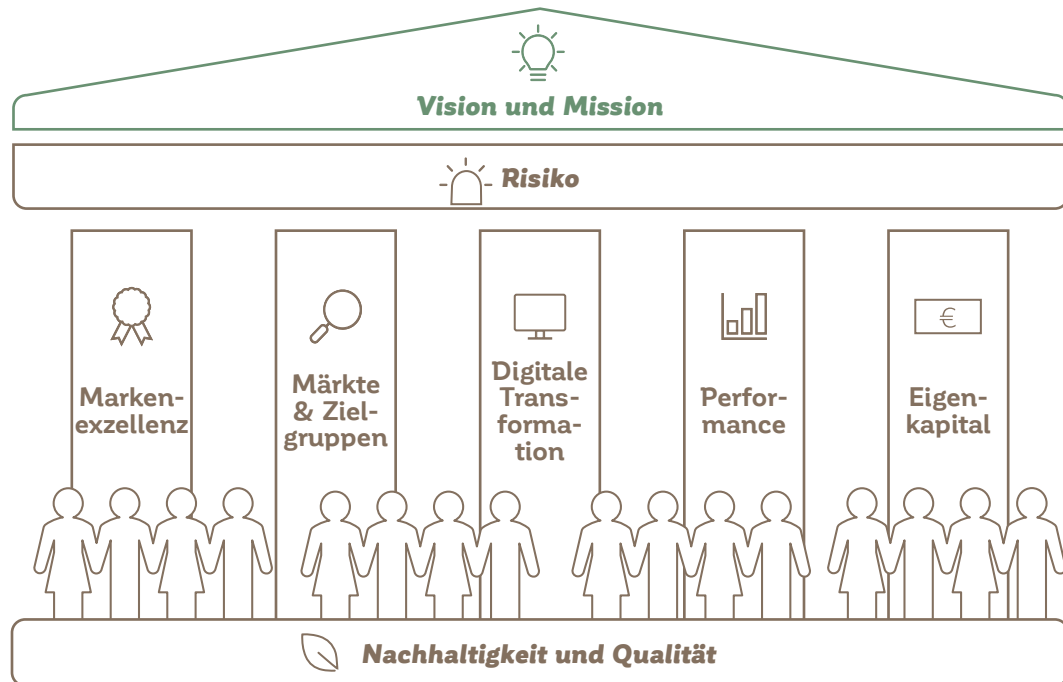 Vision und Mission
Risiko
Marken-
exzellenz
Märkte
& Ziel-
gruppen
Digitale
Trans-
forma-
tion
Perfor-
mance
€
Eigen-
kapital
Nachhaltigkeit und Qualität